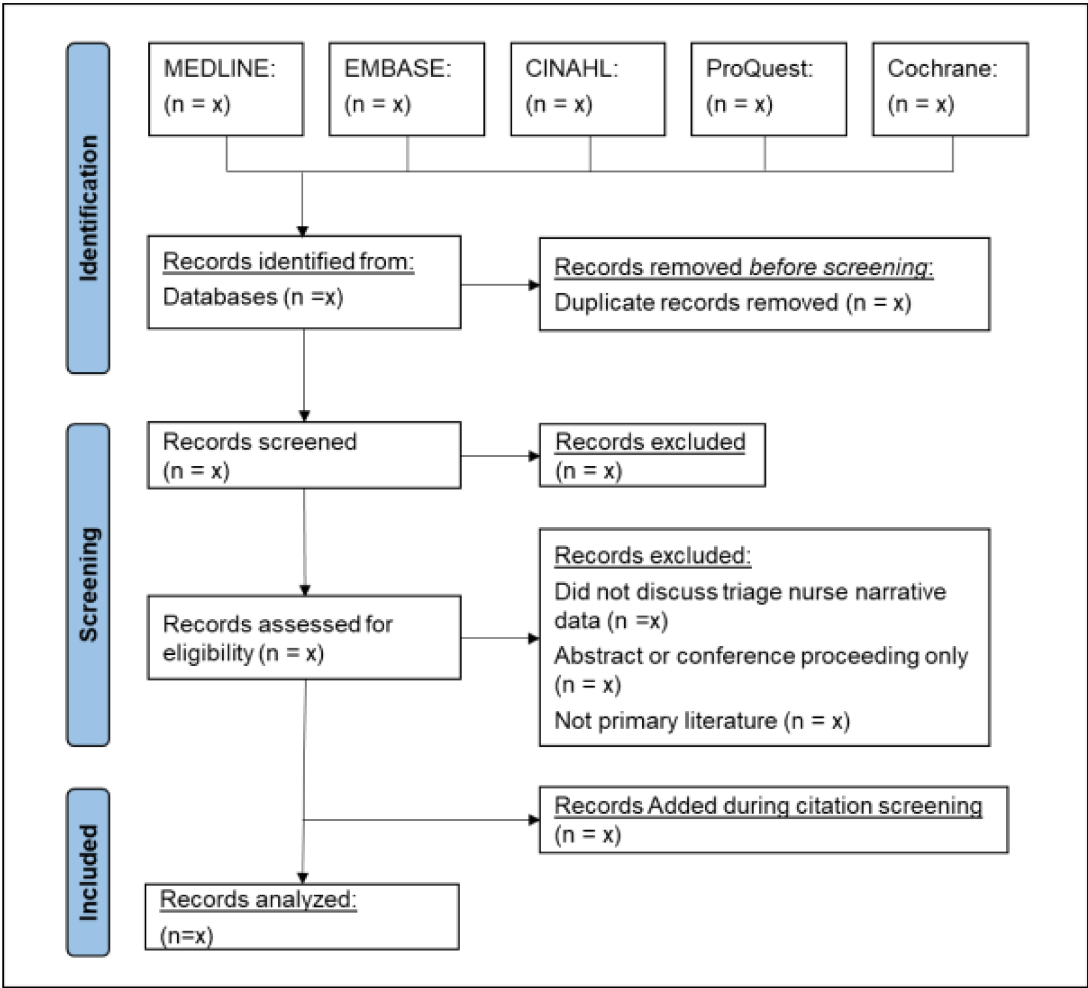 Identification
MEDLINE:
(n = x)
EMBASE:
(n = x)
CINAHL:
(n = x)
ProQuest:
(n = x)
Cochrane:
(n = x)
Records identified from:
Databases (n =x)
Records removed before screening:
Duplicate records removed (n = x)
Screening
Records screened
(n = x)
Records excluded
(n = x)
Records assessed for
eligibility (n = x)
Records excluded:
Did not discuss triage nurse narrative
data (n =x)
Abstract or conference proceeding only
(n = x)
Not primary literature (n = x)
Included
Records Added during citation screening
(n = x)
Records analyzed:
(n=x)